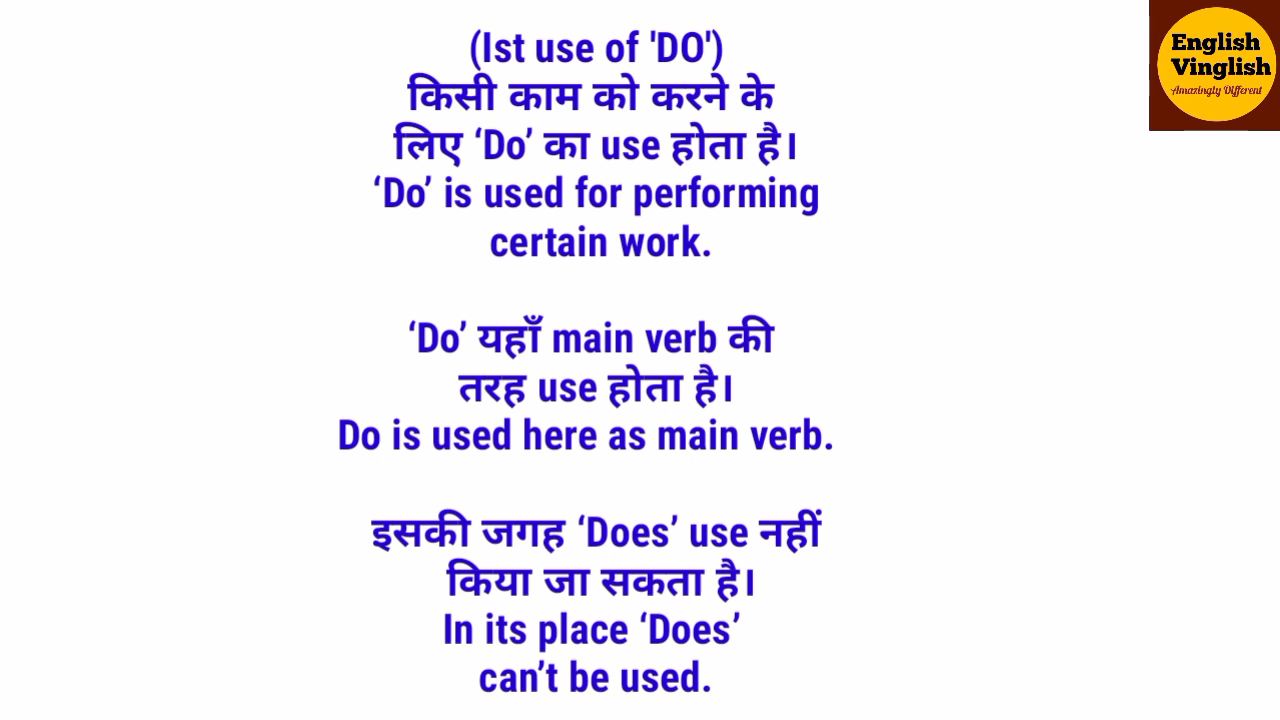 (Ist use of 'DO')
किसी काम को करने के
लिए ‘Do’ का use होता है।
‘Do’ is used for performing
certain work.
‘Do’ यहाँ main verb की
तरह use होता है।
Do is used here as main verb.
इसकी जगह ‘Does’ use नहीं
किया जा सकता है।
In its place ‘Does’
can’t be used.
English
Vinglish
Amazingly Different